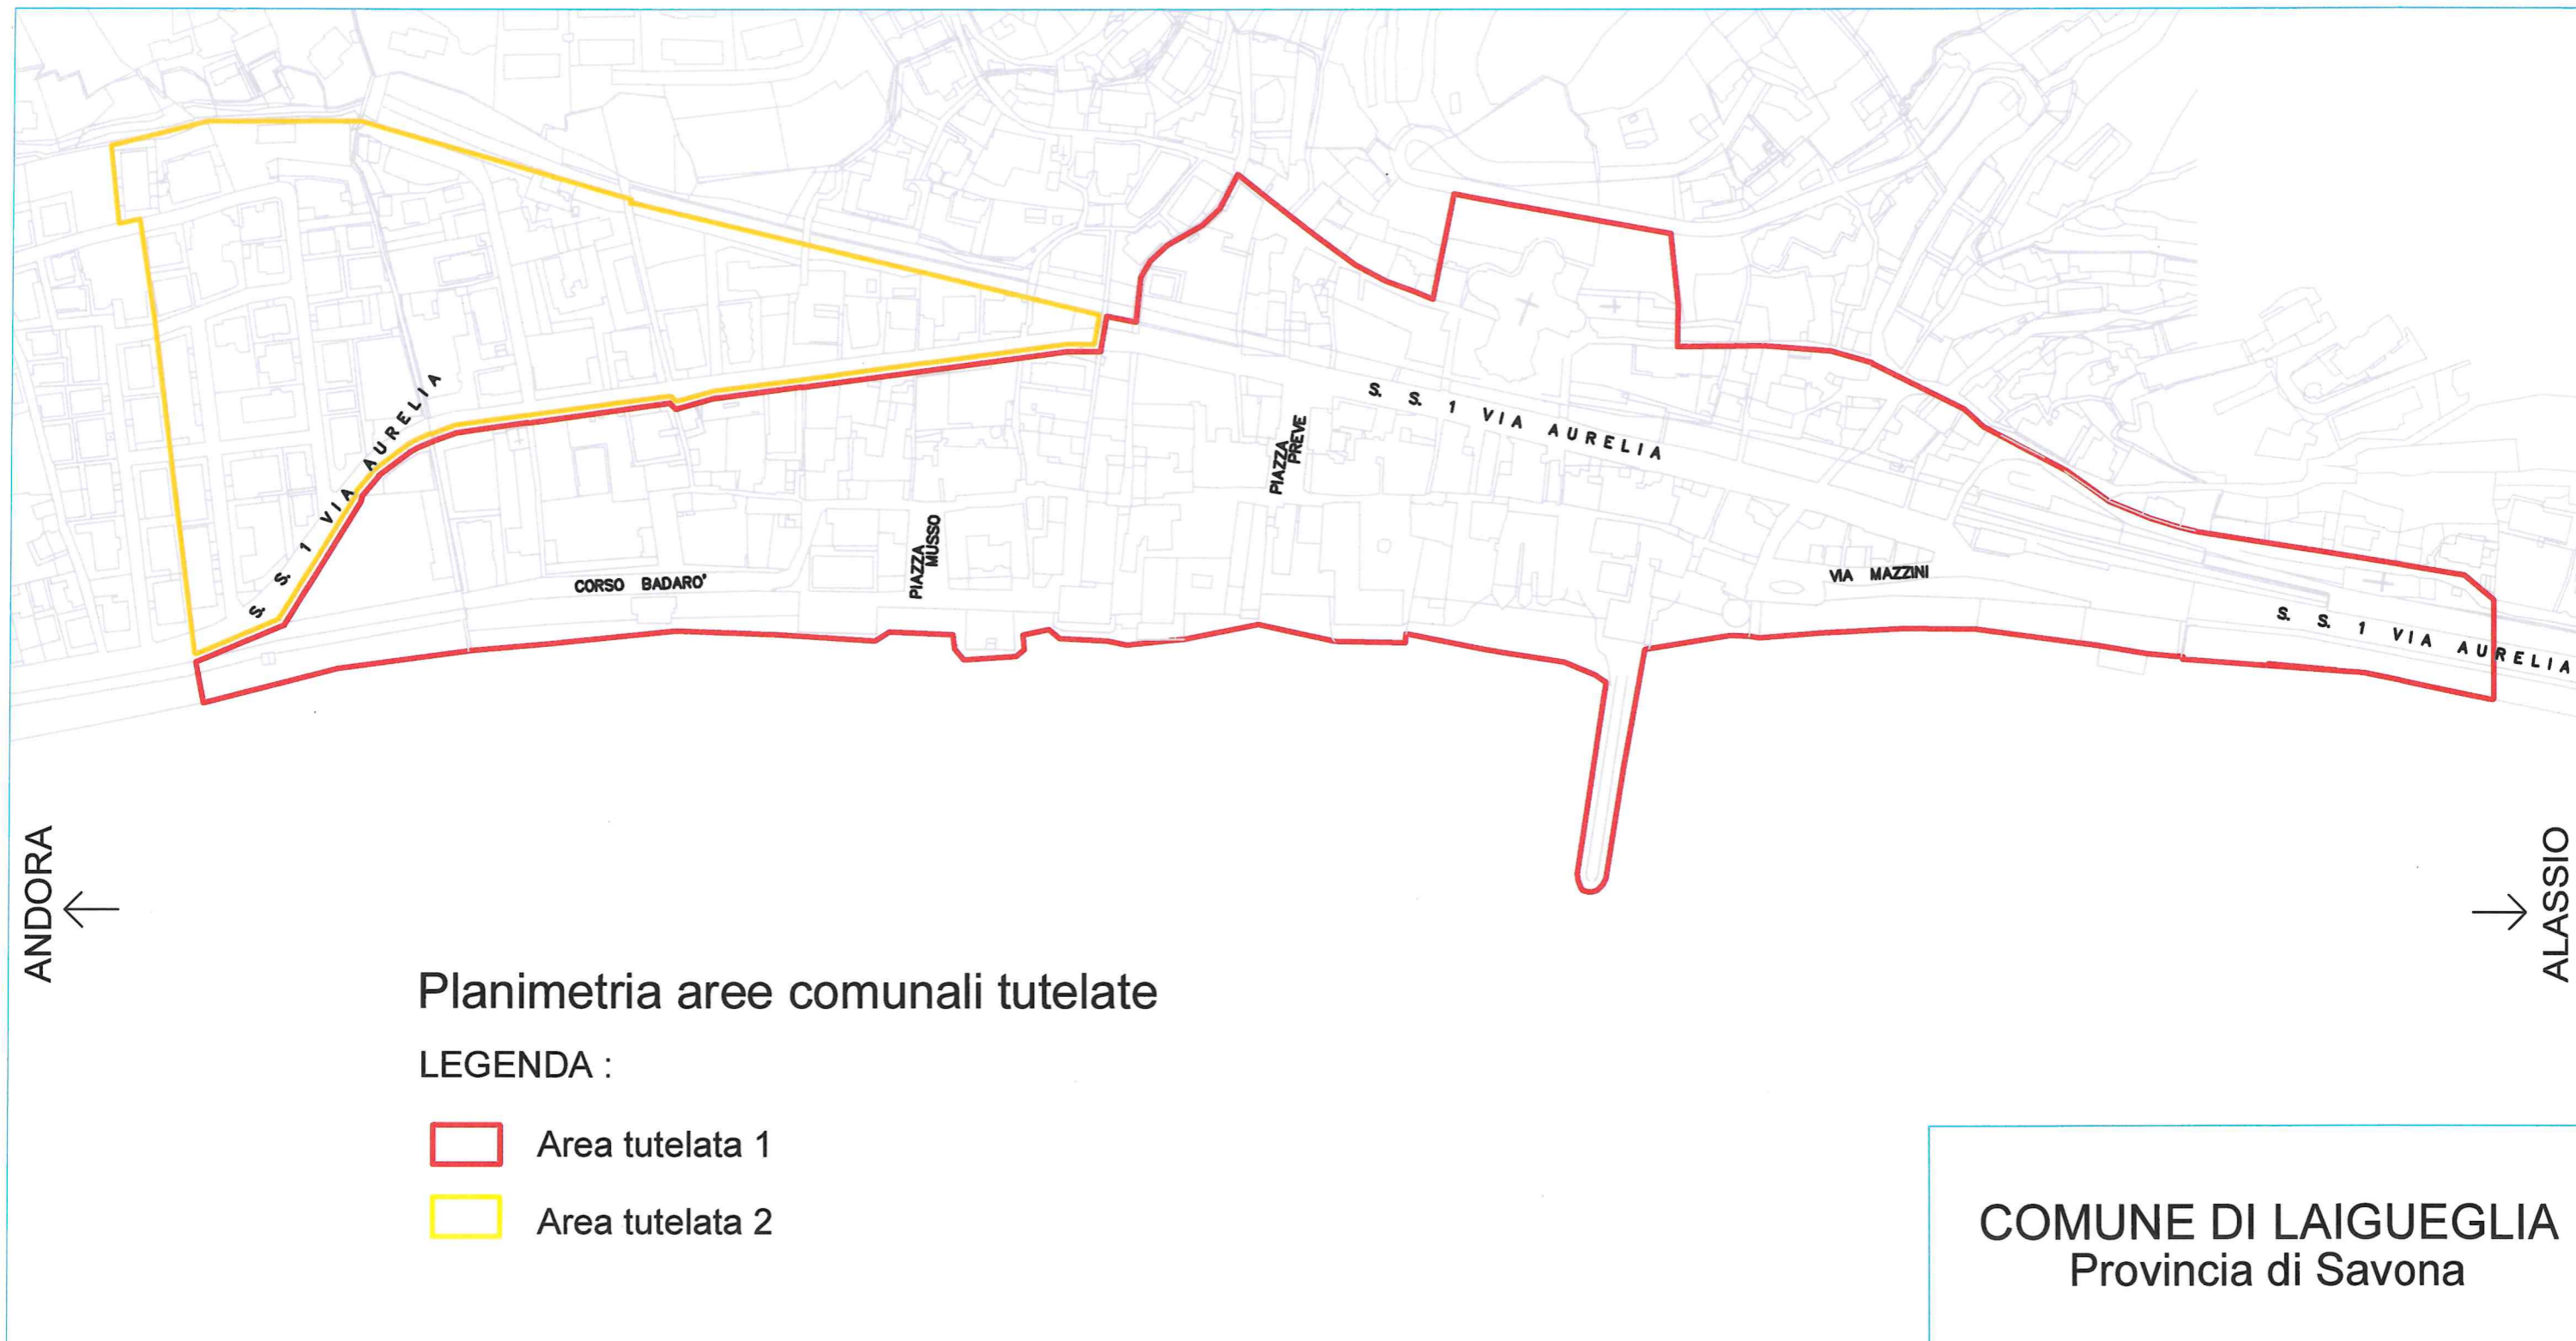 S. S. 1 VIA AURELIA
CORSO BADARO'
PIAZZA
MUSSO
PIAZZA
PREVE
S. S. 1 VIA AURELIA
VIA MAZZINI
S. S. 1 VIA AURELIA
ANDORA
ALASSIO
Planimetria aree comunali tutelate
LEGENDA :
Area tutelata 1
Area tutelata 2
COMUNE DI LAIGUEGLIA
Provincia di Savona